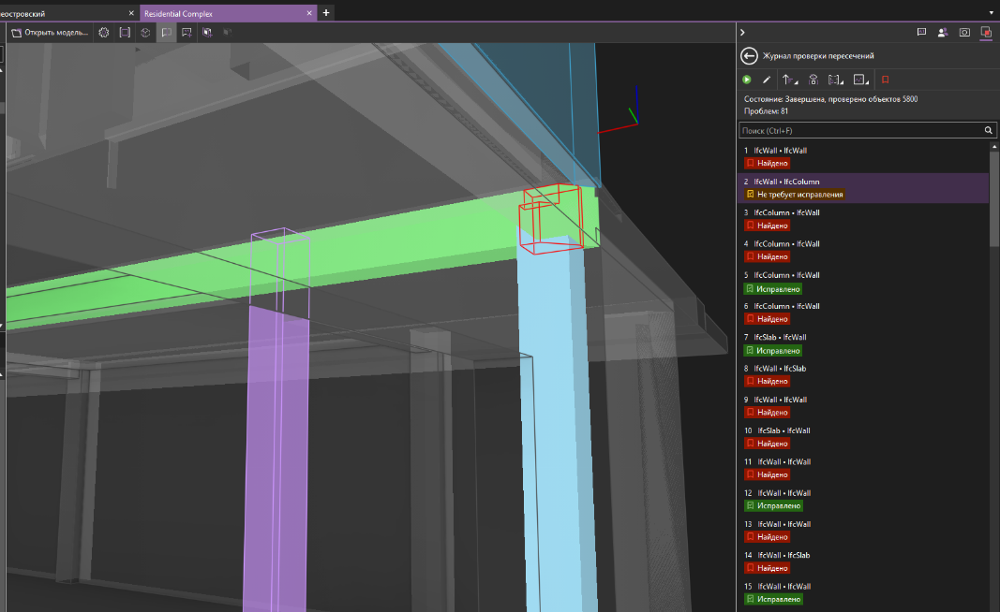 неостровский
Residential Complex
Открыть модель...
Журнал проверки пересечений
Состояние: Завершена, проверено объектов 5800
Проблем: 81
Поиск (Ctrl+F)
1 IfcWall • IfcWall
Найдено
2 IfcWall • IfcColumn
Не требует исправления
3 IfcColumn • IfcWall
Найдено
4 IfcColumn • IfcWall
Найдено
5 IfcColumn • IfcWall
Исправлено
6 IfcColumn • IfcWall
Найдено
7 IfcSlab • IfcWall
Исправлено
8 IfcWall • IfcSlab
Найдено
9 IfcWall • IfcWall
Найдено
10 IfcSlab • IfcWall
Найдено
11 IfcWall • IfcWall
Найдено
12 IfcWall • IfcWall
Исправлено
13 IfcWall • IfcWall
Найдено
14 IfcWall • IfcSlab
Найдено
15 IfcWall • IfcWall
Исправлено